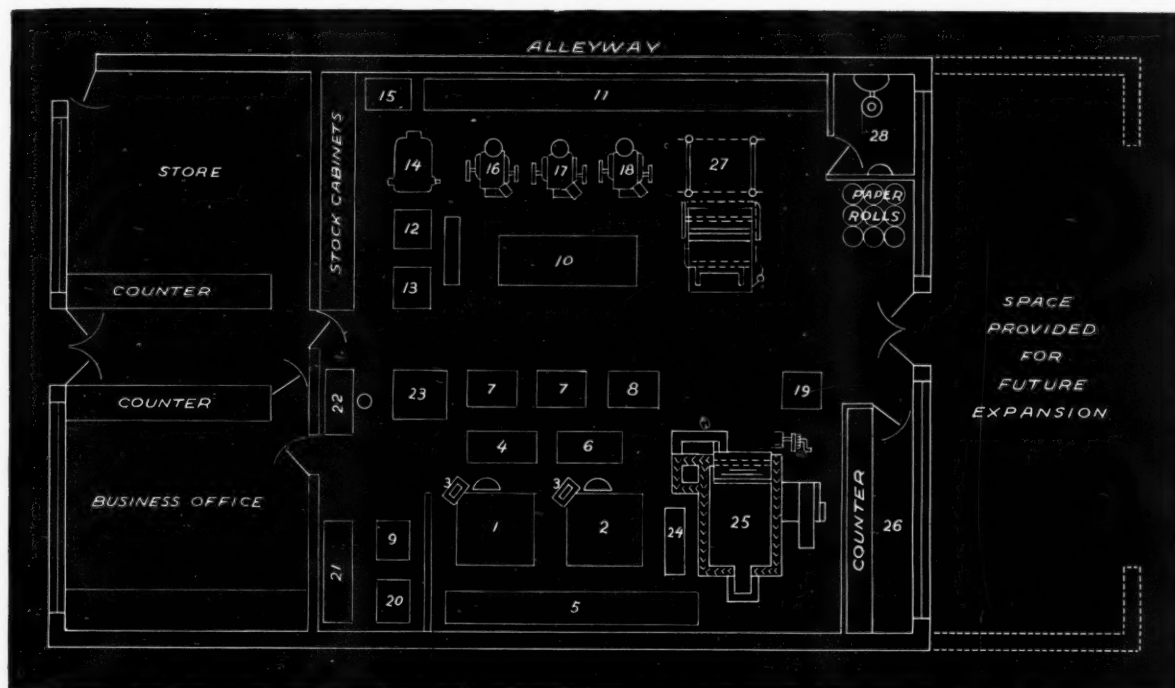 ALLEYWAY
15
11
STORE
STOCK CABINETS
14
16
17
18
27
28
PAPER
ROLLS
12
13
10
COUNTER
SPACE
PROVIDED
FOR
FUTURE
EXPANSION
COUNTER
22
23
7
7
8
19
4
6
BUSINESS OFFICE
3
3
1
2
24
25
COUNTER
26
21
9
20
5